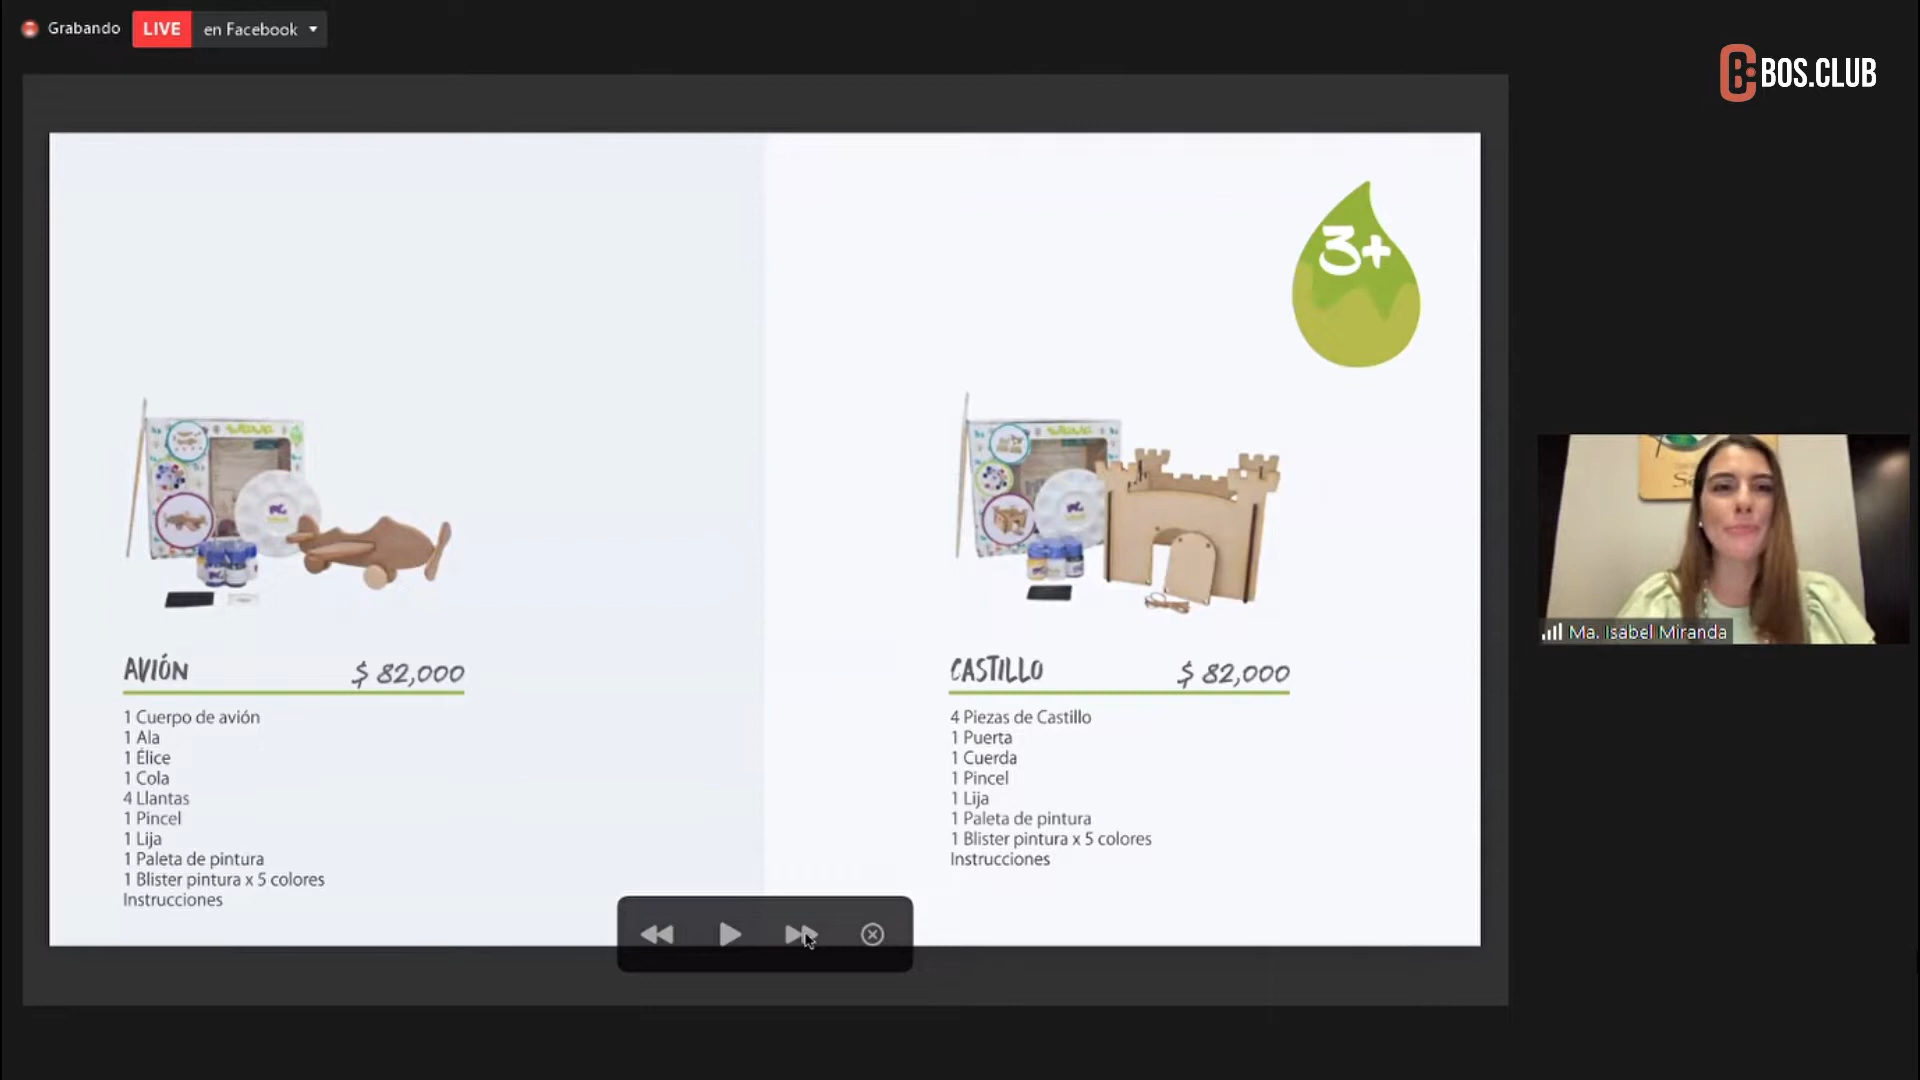 Grabando
LIVE
en Facebook
BOS.CLUB
3+
AVIÓN
$ 82,000
1 Cuerpo de avión
1 Ala
1 Élice
1 Cola
4 Llantas
1 Pincel
1 Lija
1 Paleta de pintura
1 Blister pintura x 5 colores
Instrucciones
CASTILLO
$ 82,000
4 Piezas de Castillo
1 Puerta
1 Cuerda
1 Pincel
1 Lija
1 Paleta de pintura
1 Blister pintura x 5 colores
Instrucciones
Ma. Isabel Miranda